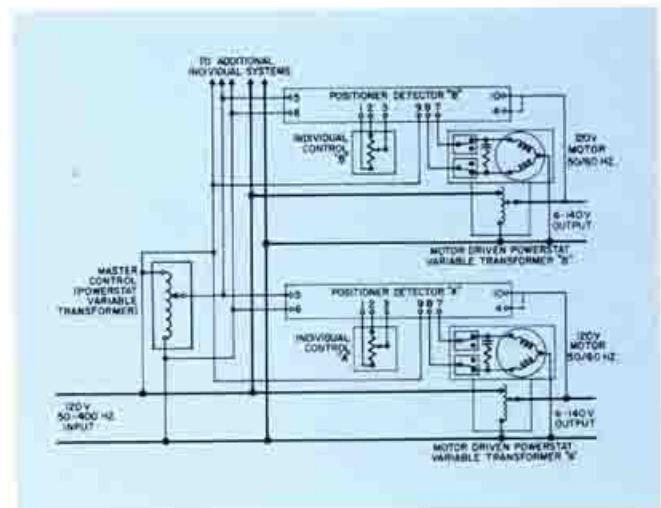 TO ADDITIONAL
INDIVIDUAL SYSTEMS
POSITIONER DETECTOR "B"
5
6
10
4
1 2 3
9 8 7
INDIVIDUAL
CONTROL
"B"
120V
MOTOR
50/60 HZ.
6-140V
OUTPUT
MOTOR DRIVEN POWERSTAT
VARIABLE TRANSFORMER "B"
MASTER
CONTROL
(POWERSTAT
VARIABLE
TRANSFORMER)
POSITIONER DETECTOR "A"
5
6
10
4
1 2 3
9 8 7
INDIVIDUAL
CONTROL
"A"
120V
MOTOR
50/60 HZ.
120V
50-400 HZ.
INPUT
6-140V
OUTPUT
MOTOR DRIVEN POWERSTAT
VARIABLE TRANSFORMER